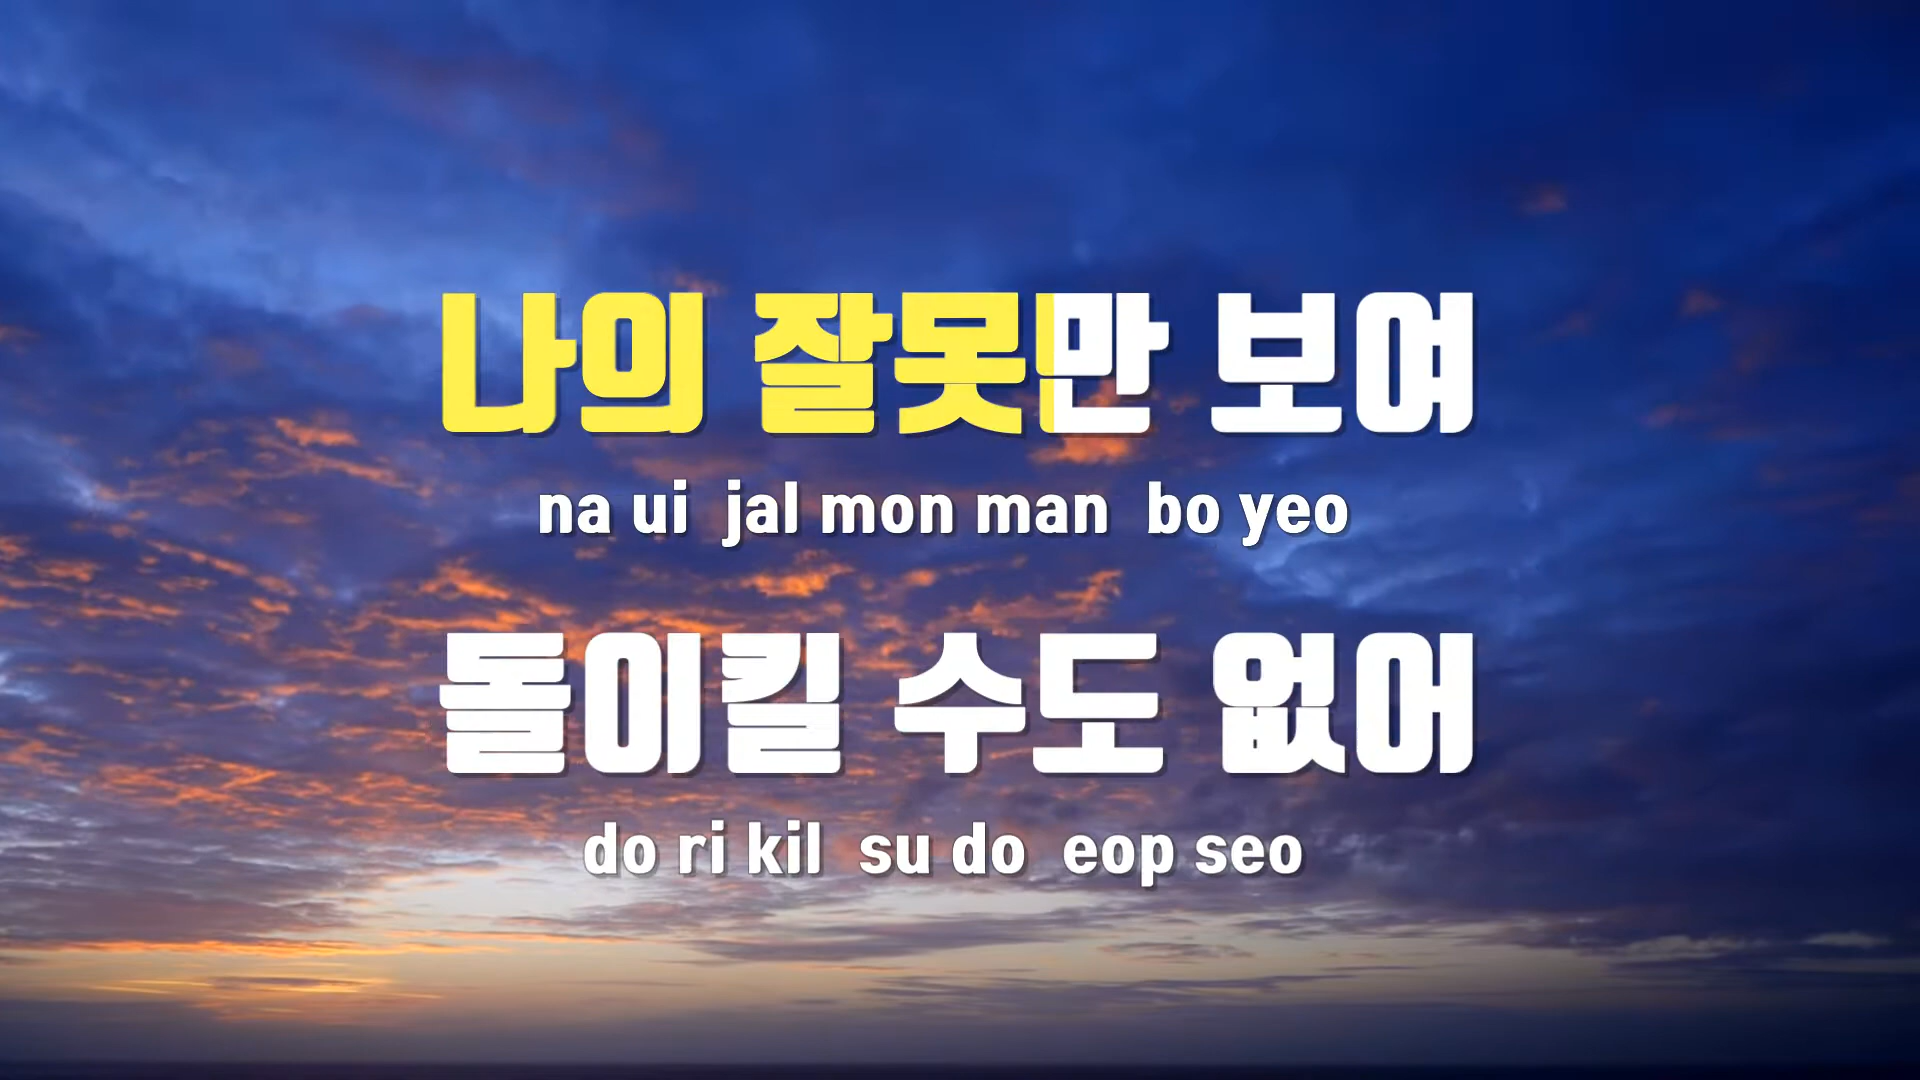 나의 잘못만 보여
na ui jal mon man bo yeo
돌이킬 수도 없어
do ri kil su do eop seo